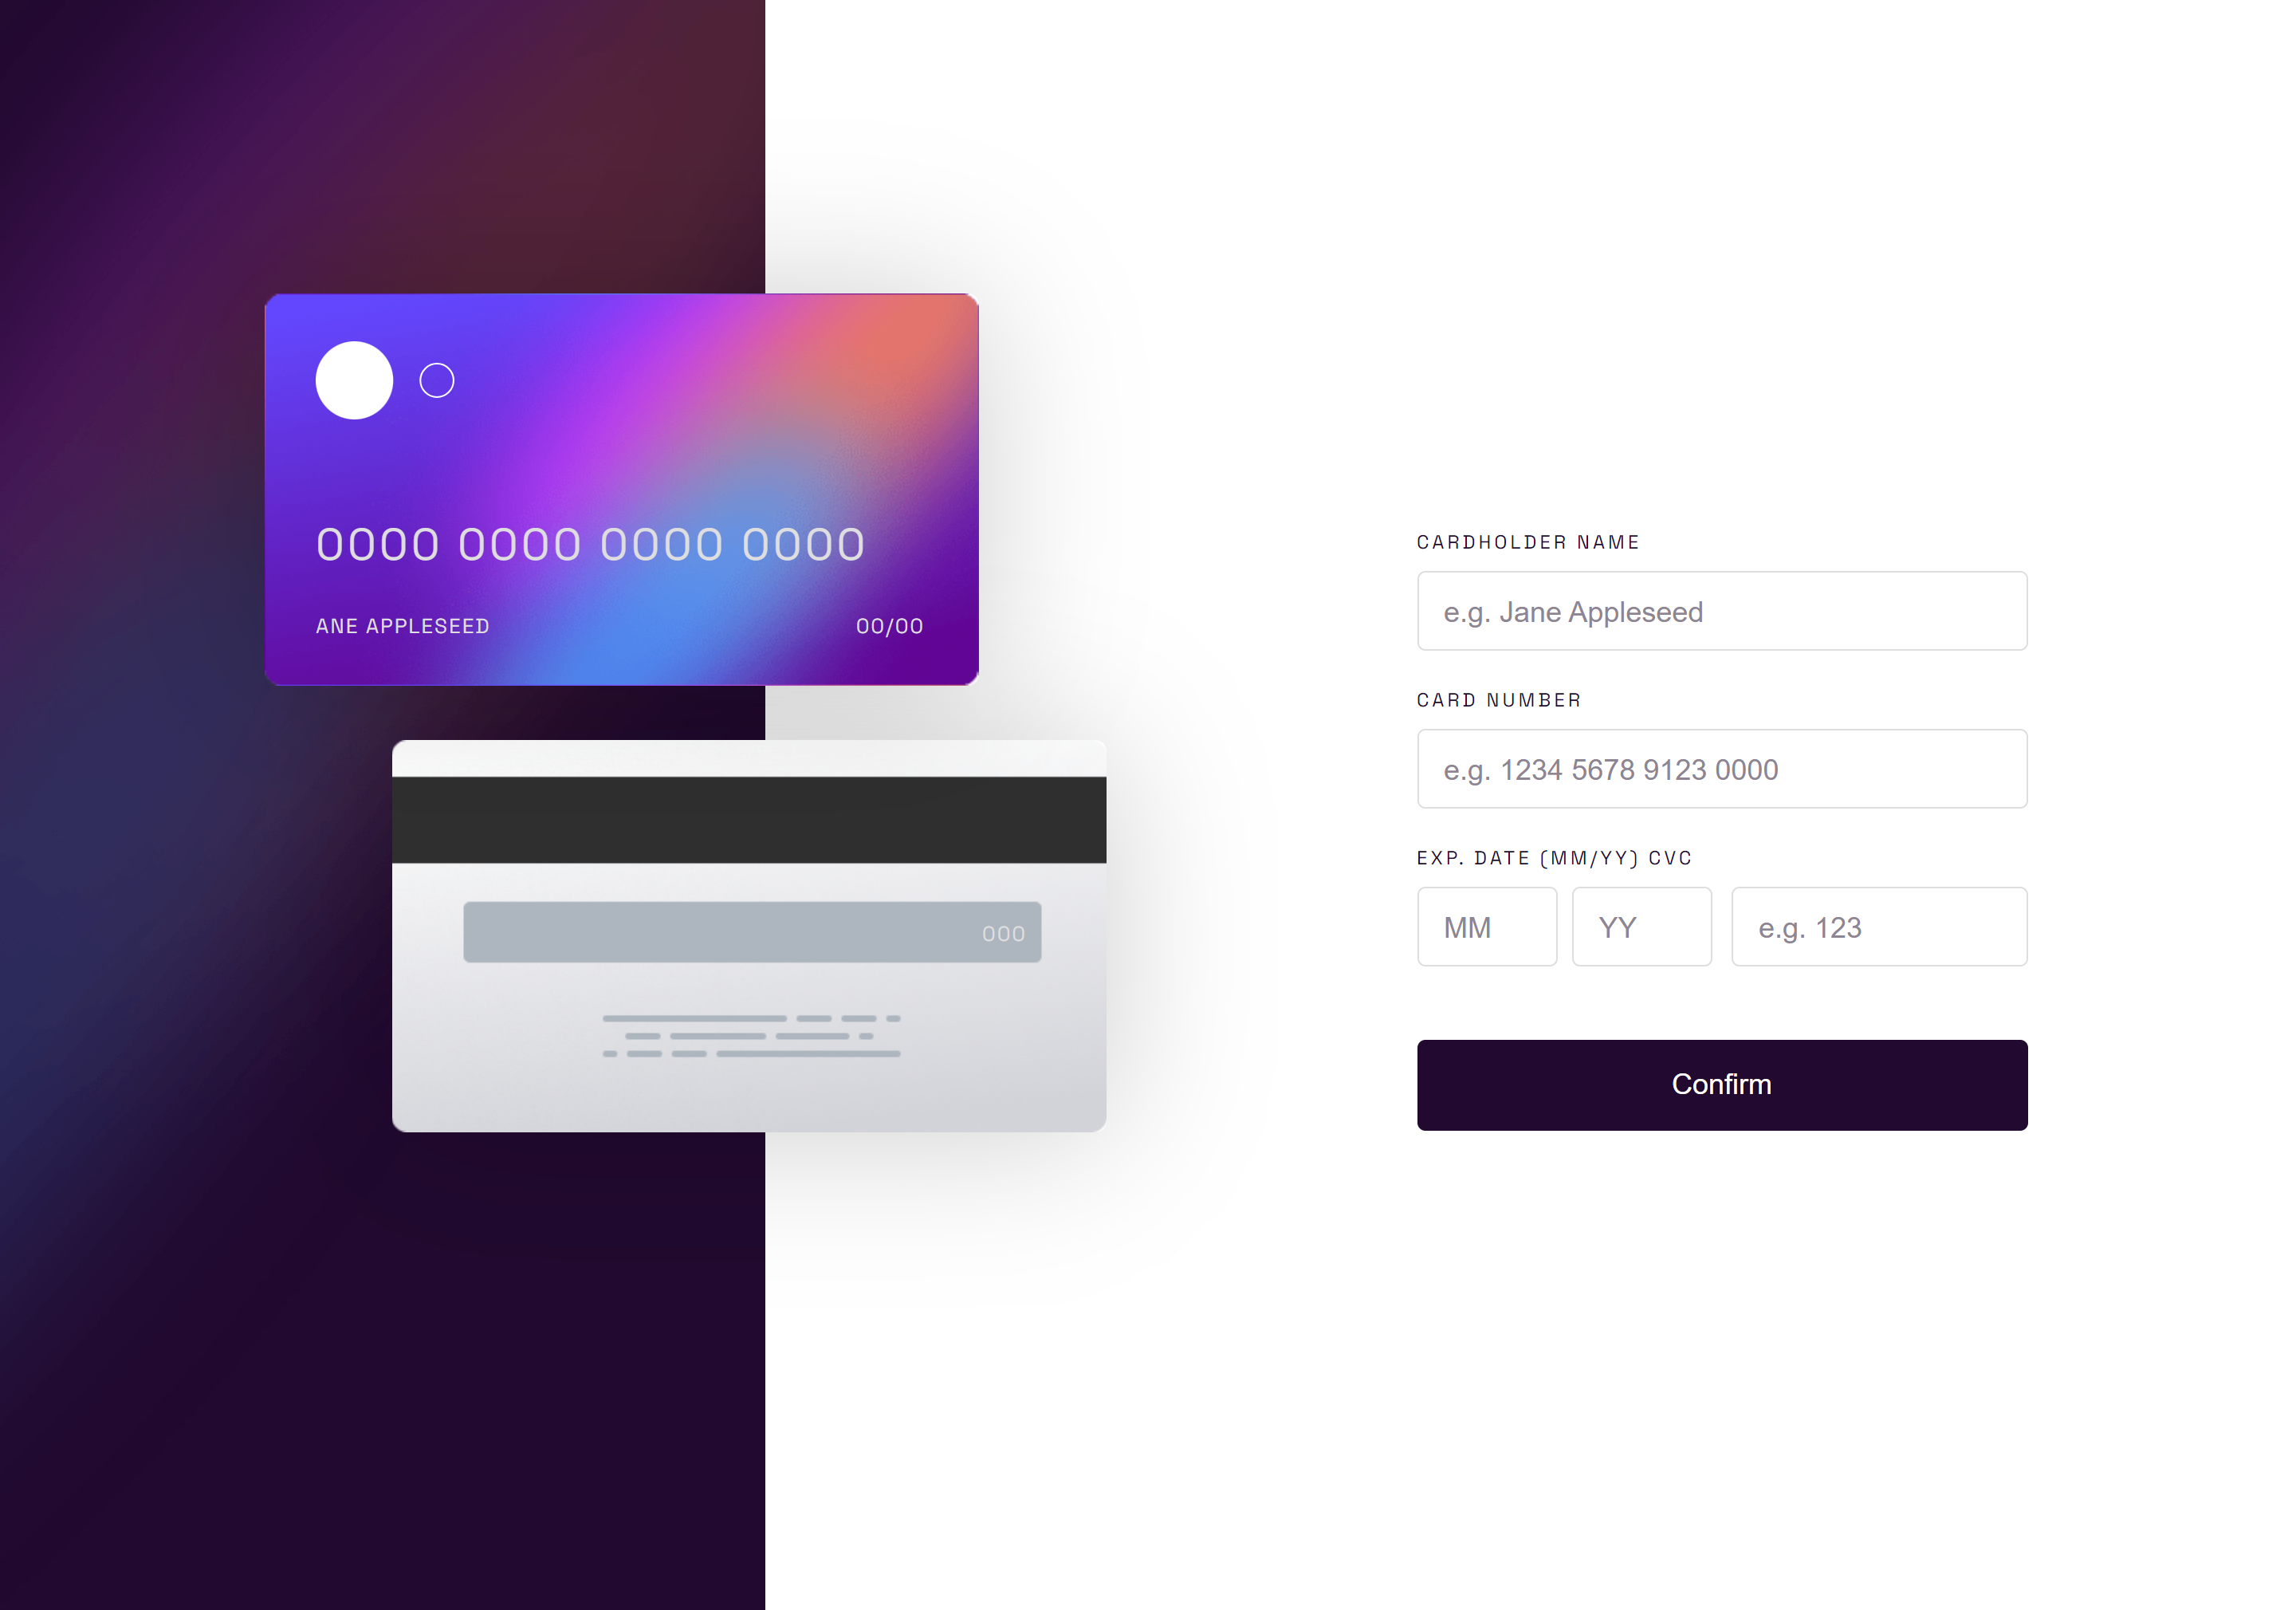 0000 0000 0000 0000
ANE APPLESEED 00/00
000
CARDHOLDER NAME
e.g. Jane Appleseed
CARD NUMBER
e.g. 1234 5678 9123 0000
EXP. DATE (MM/YY) CVC
MM YY e.g. 123
Confirm